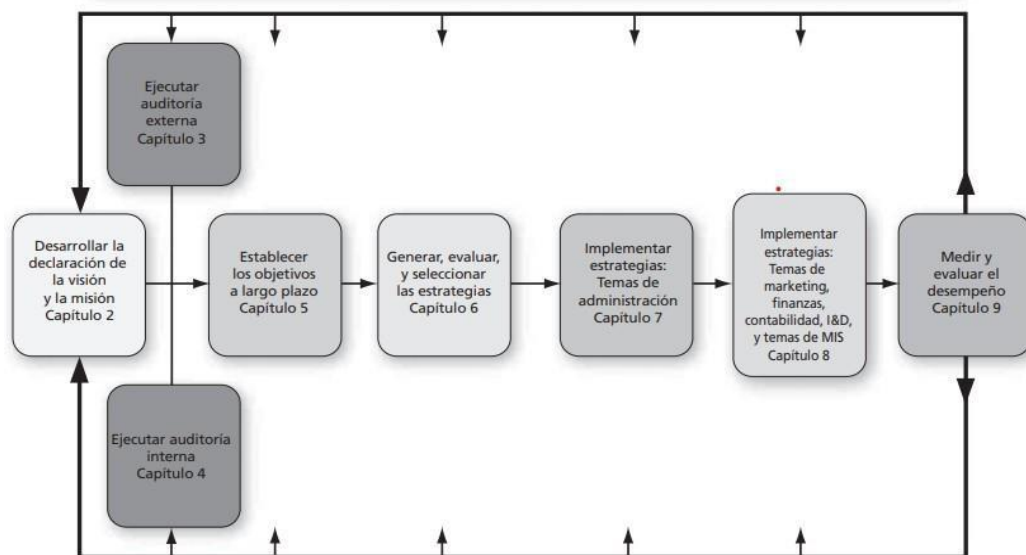 Ejecutar
auditoría
externa
Capítulo 3
Desarrollar la
declaración de
la visión
y la misión
Capítulo 2
Establecer
los objetivos
a largo plazo
Capítulo 5
Generar, evaluar,
y seleccionar
las estrategias
Capítulo 6
Implementar
estrategias:
Temas de
administración
Capítulo 7
Implementar
estrategias:
Temas de
marketing,
finanzas,
contabilidad, I&D,
y temas de MIS
Capítulo 8
Medir y
evaluar el
desempeño
Capítulo 9
Ejecutar auditoría
interna
Capítulo 4